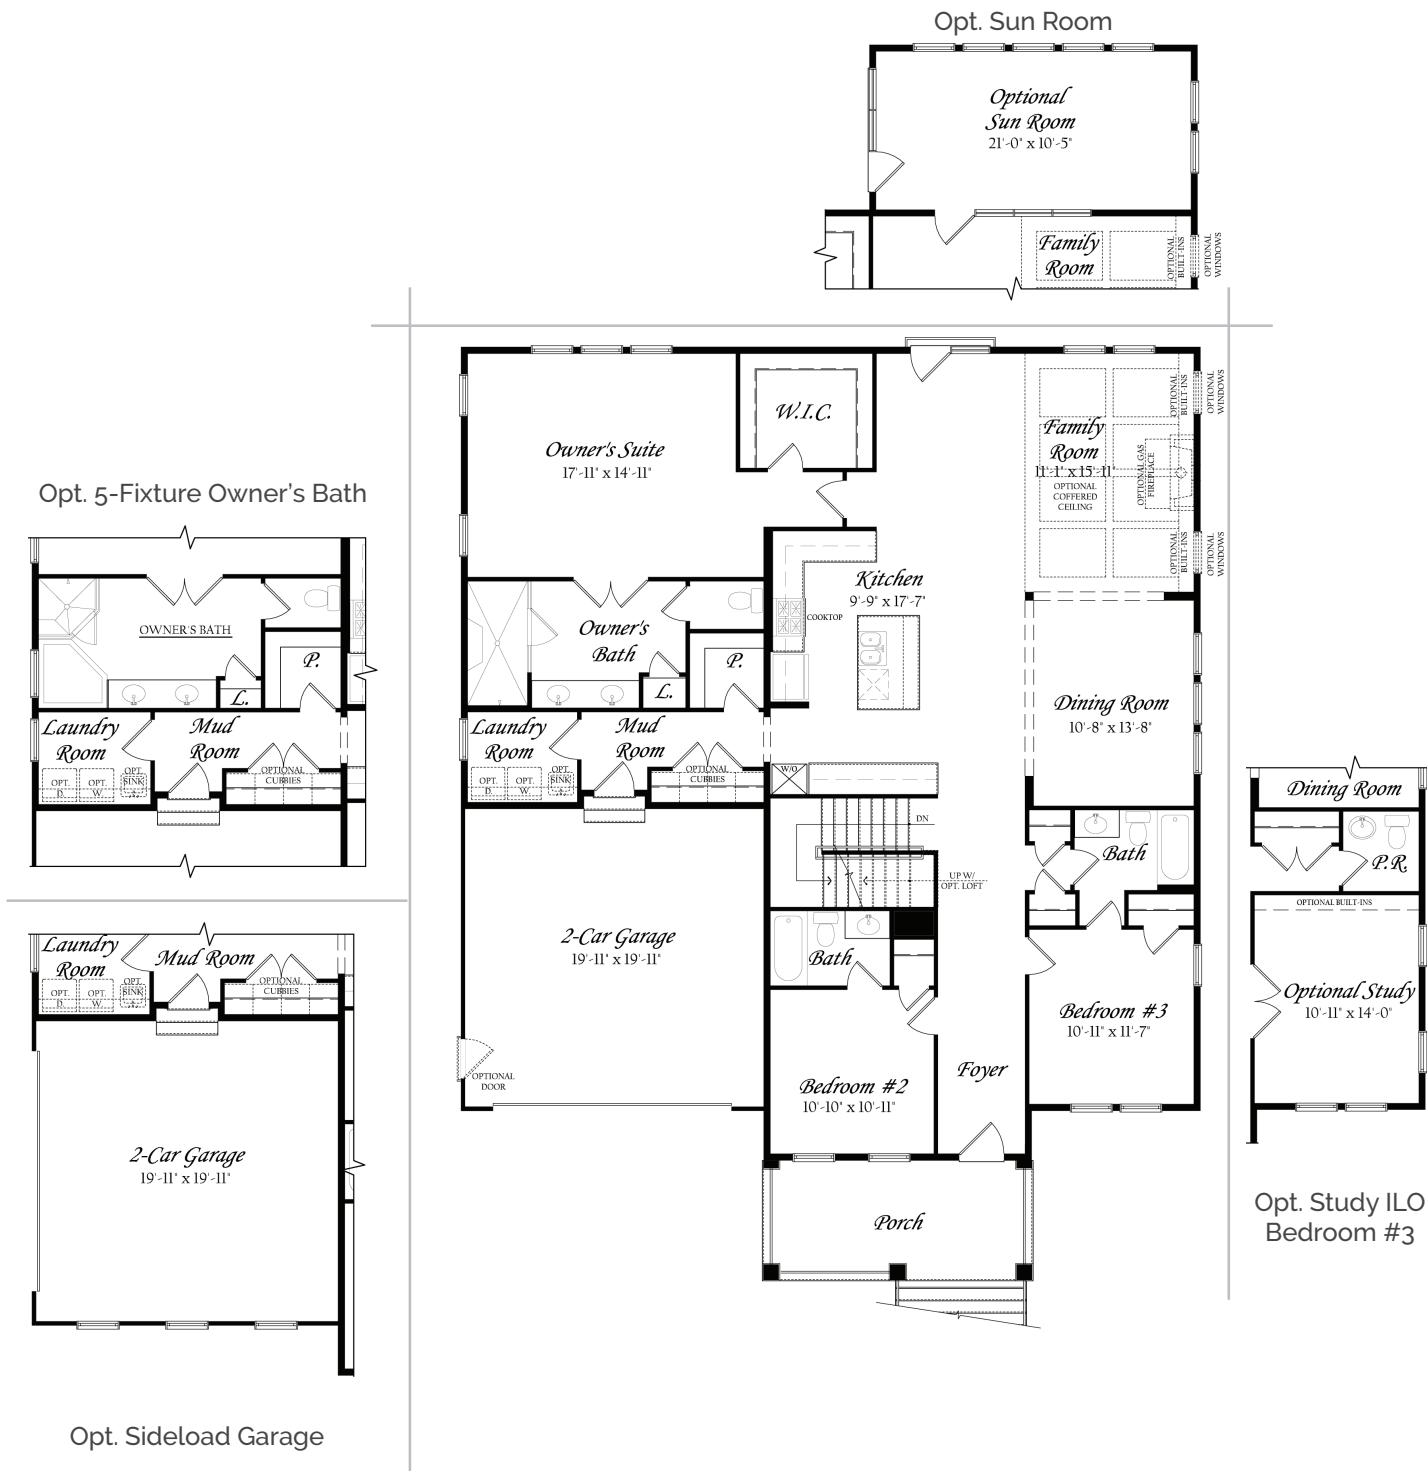 Opt. Sun Room
Optional
Sun Room
21'-0" x 10'-5"
Family
Room
OPTIONAL
BUILT-INS
OPTIONAL
WINDOWS
Owner's Suite
17'-11" x 14'-11"
W.I.C.
Family
Room
11'-1" x 15'-11"
OPTIONAL
COFFERED
CEILING
OPTIONAL GAS
FIREPLACE
OPTIONAL
BUILT-INS
OPTIONAL
WINDOWS
OPTIONAL
BUILT-INS
OPTIONAL
WINDOWS
Kitchen
9'-9" x 17'-7"
COOKTOP
Owner's
Bath
P.
L.
Laundry
Room
Mud
Room
OPT.
D.
OPT.
W.
OPT.
SINK
OPTIONAL
CUBBIES
W/O
Dining Room
10'-8" x 13'-8"
DN
UP W/
OPT. LOFT
Bath
Bath
2-Car Garage
19'-11" x 19'-11"
OPTIONAL
DOOR
Bedroom #2
10'-10" x 10'-11"
Foyer
Bedroom #3
10'-11" x 11'-7"
Porch
Opt. 5-Fixture Owner's Bath
OWNER'S BATH
P.
L.
Laundry
Room
Mud
Room
OPT.
D.
OPT.
W.
OPT.
SINK
OPTIONAL
CUBBIES
Laundry
Room
Mud Room
OPT.
D.
OPT.
W.
OPT.
SINK
OPTIONAL
CUBBIES
2-Car Garage
19'-11" x 19'-11"
Opt. Sideload Garage
Dining Room
P.R.
OPTIONAL BUILT-INS
Optional Study
10'-11" x 14'-0"
Opt. Study ILO
Bedroom #3